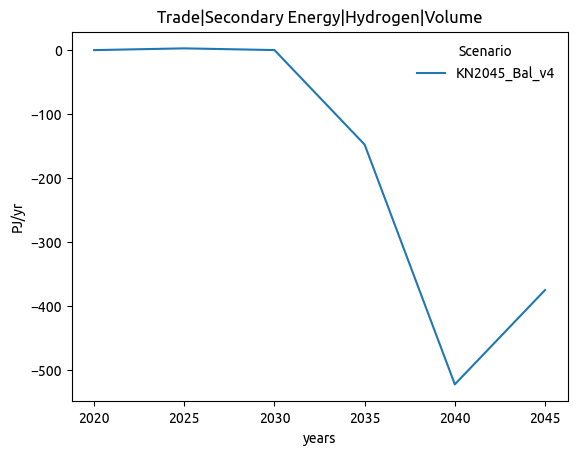 Trade|Secondary Energy|Hydrogen|Volume
Scenario
KN2045_Bal_v4
0
−100
−200
−300
−400
−500
PJ/yr
2020 2025 2030 2035 2040 2045
years